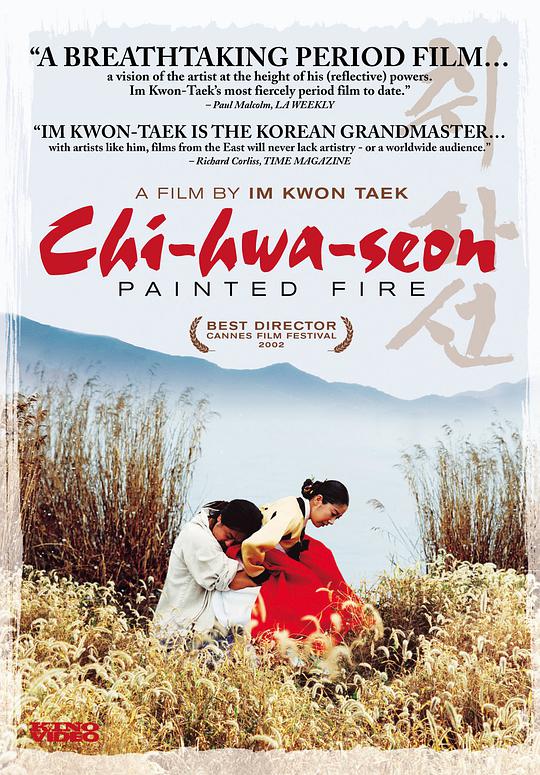 “A BREATHTAKING PERIOD FILM...
a vision of the artist at the height of his (reflective) powers.
Im Kwon-Taek’s most fiercely period film to date.”
– Paul Malcolm, LA WEEKLY
“IM KWON-TAEK IS THE KOREAN GRANDMASTER...
with artists like him, films from the East will never lack artistry - or a worldwide audience.”
– Richard Corliss, TIME MAGAZINE
취화선
A FILM BY IM KWON TAEK
Chi-hwa-seon
PAINTED FIRE
BEST DIRECTOR
CANNES FILM FESTIVAL
2002
KINO
VIDEO